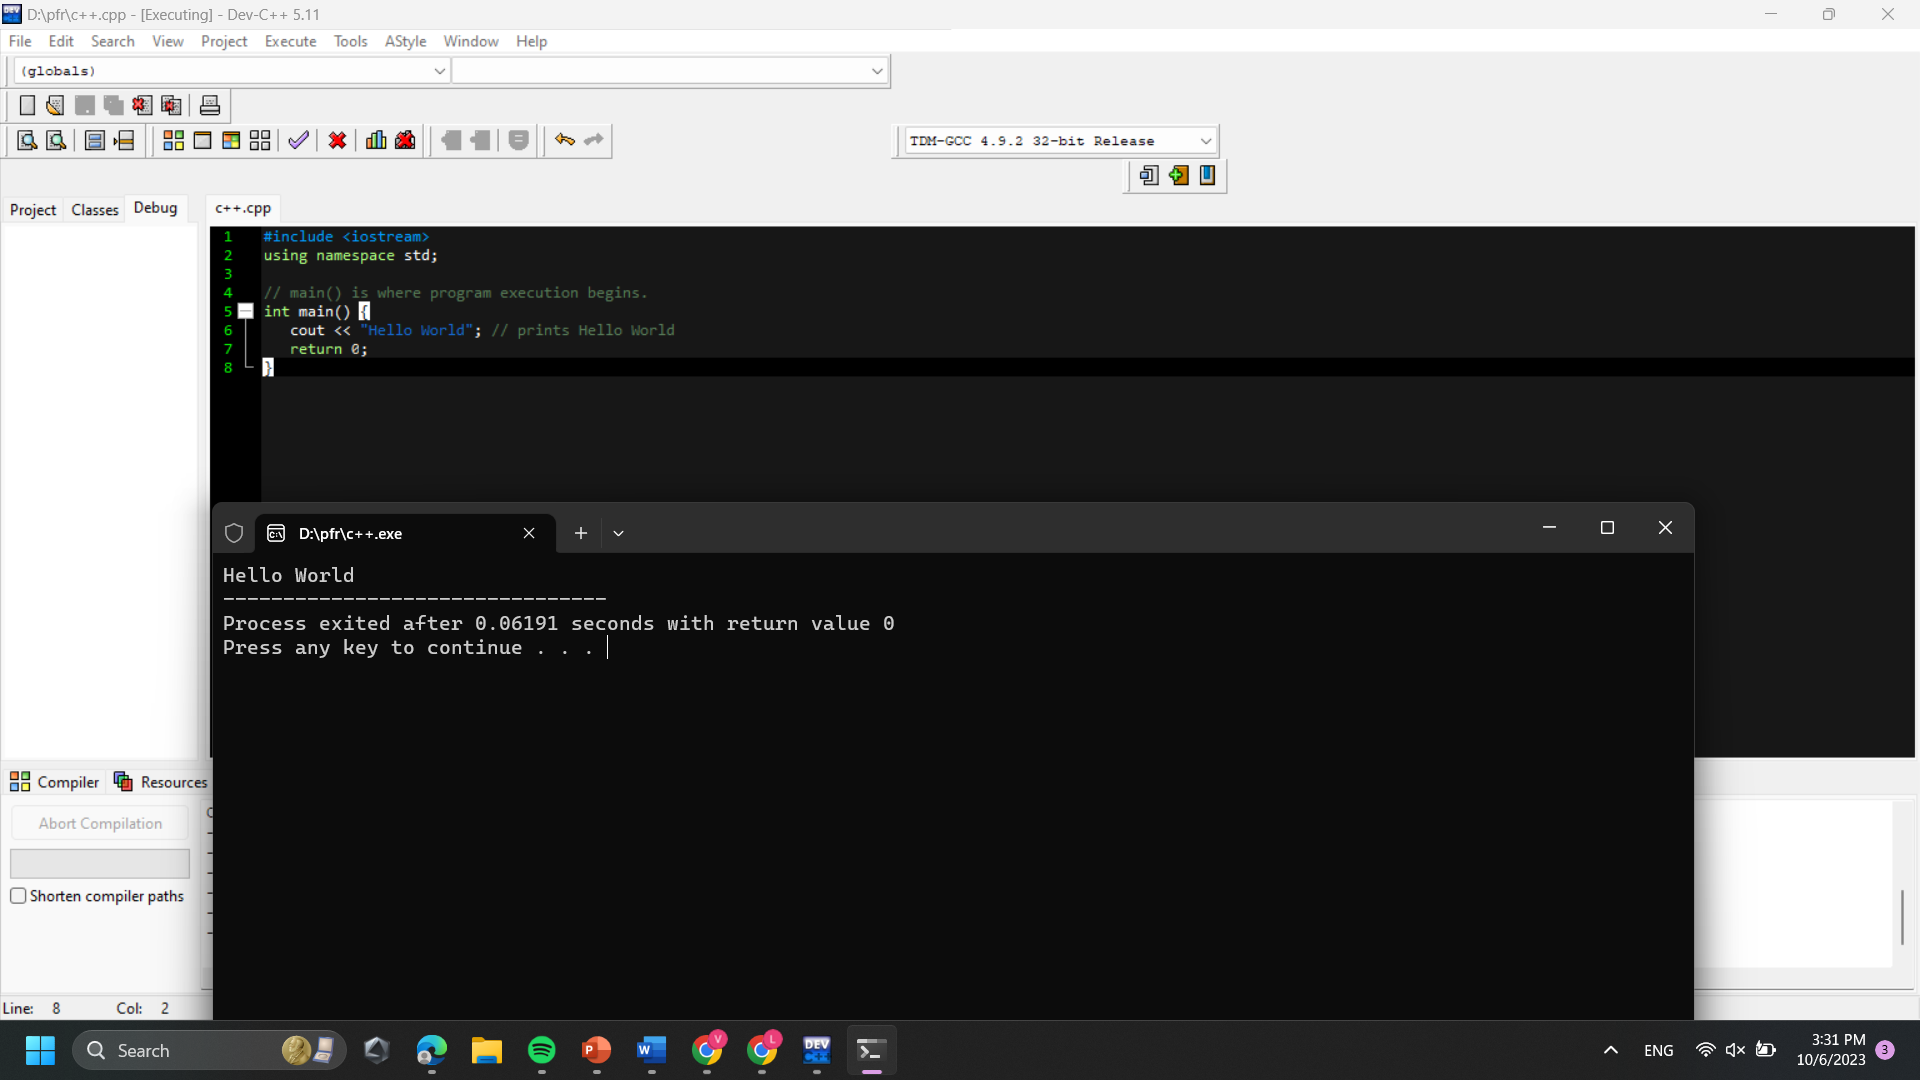 D:\pfr\c++.cpp - [Executing] - Dev-C++ 5.11
File Edit Search View Project Execute Tools AStyle Window Help
(globals)
TDM-GCC 4.9.2 32-bit Release
Project Classes Debug
c++.cpp
1 #include <iostream>
2 using namespace std;
3
4 // main() is where program execution begins.
5 int main() {
6 cout << "Hello World"; // prints Hello World
7 return 0;
8 }
D:\pfr\c++.exe
Hello World
--------------------------------
Process exited after 0.06191 seconds with return value 0
Press any key to continue . . .
Compiler Resources
Abort Compilation
Shorten compiler paths
Line: 8 Col: 2
Search
P
W
V
L
DEV
C++
ENG
3:31 PM
10/6/2023
3